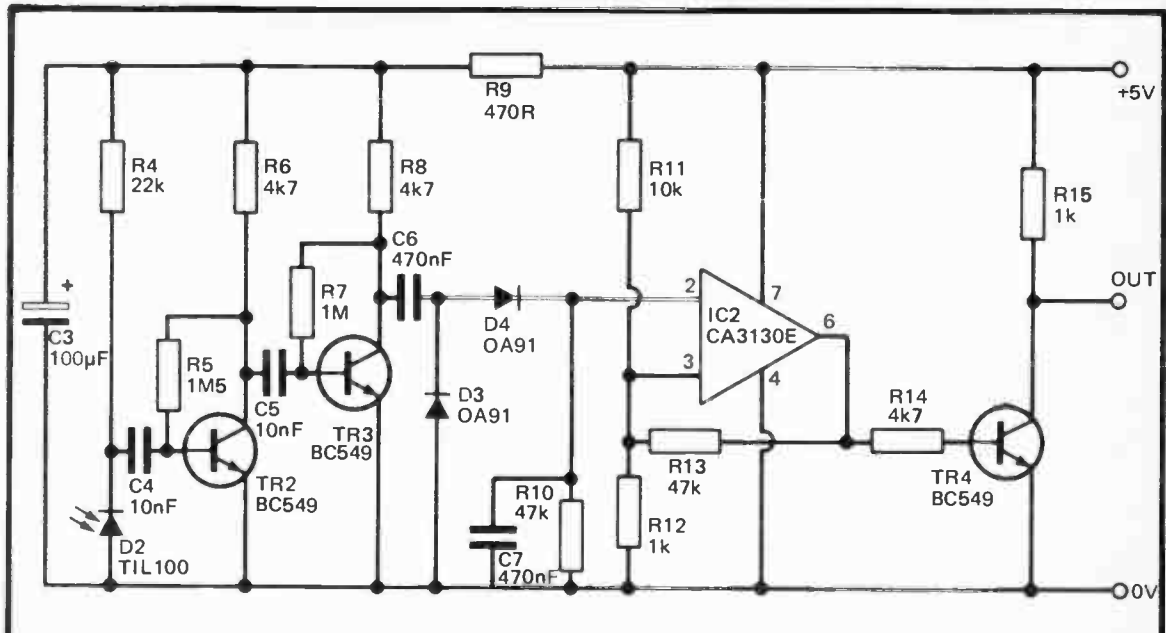 R9
470R
+5V
R4
22k
R6
4k7
R8
4k7
R11
10k
R15
1k
C6
470nF
+
C3
100µF
R7
1M
D4
OA91
2
7
IC2
CA3130E
6
3
4
OUT
R5
1M5
C5
10nF
D3
OA91
TR3
BC549
R14
4k7
C4
10nF
TR2
BC549
R13
47k
TR4
BC549
R10
47k
R12
1k
D2
TIL100
C7
470nF
0V